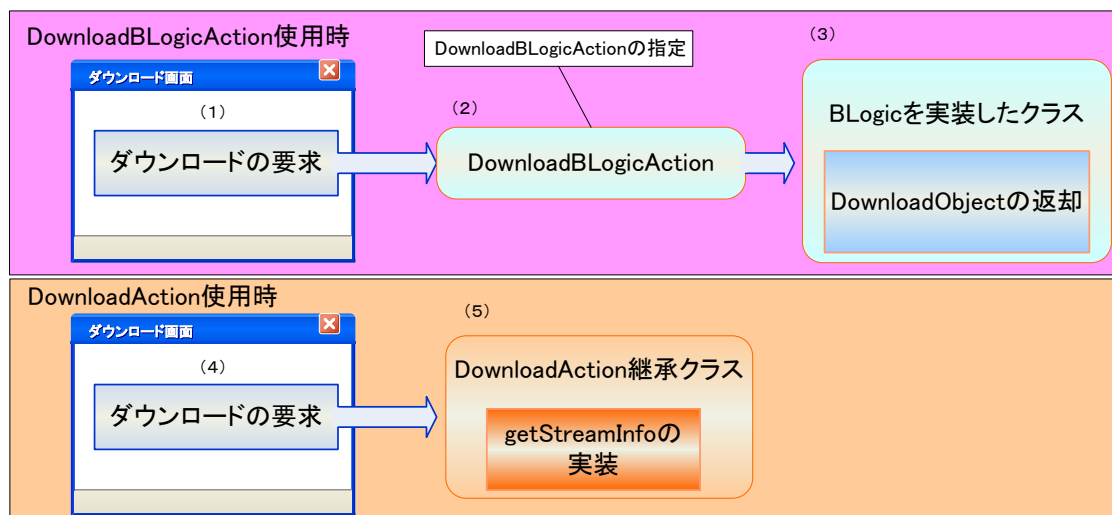 DownloadBLogicAction使用時
ダウンロード画面
(1)
ダウンロードの要求
DownloadBLogicActionの指定
(2)
DownloadBLogicAction
(3)
BLogicを実装したクラス
DownloadObjectの返却
DownloadAction使用時
ダウンロード画面
(4)
ダウンロードの要求
(5)
DownloadAction継承クラス
getStreamInfoの
実装